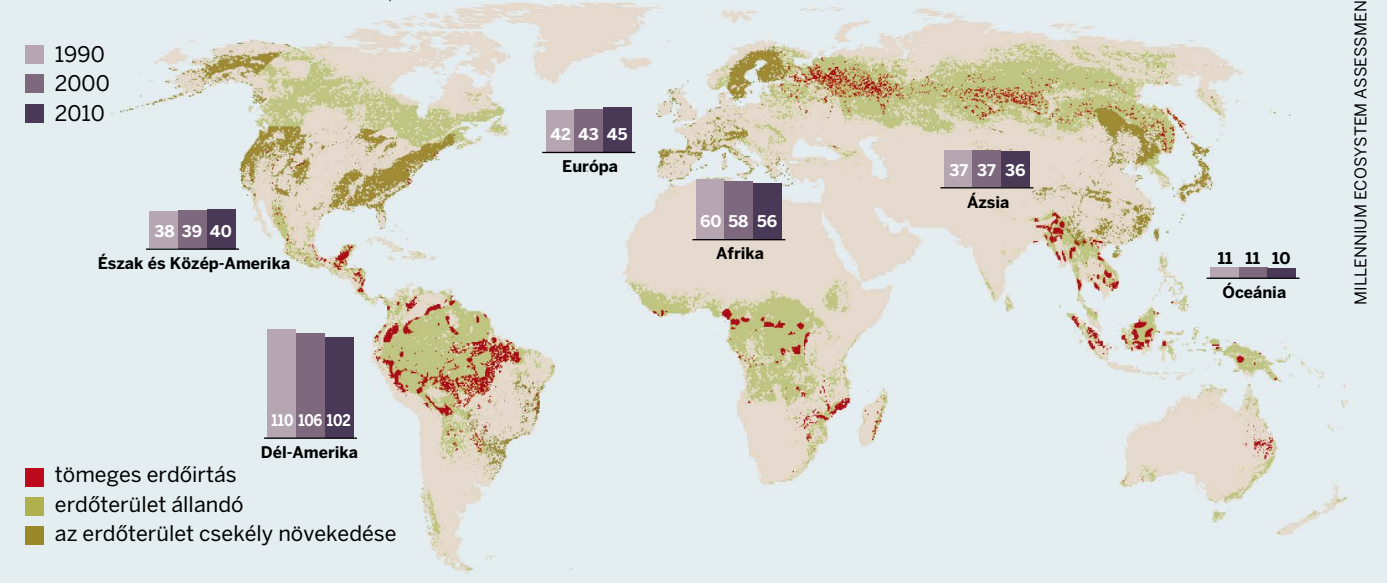 1990
2000
2010
42 43 45
Európa
37 37 36
Ázsia
60 58 56
Afrika
38 39 40
Észak és Közép-Amerika
11 11 10
Óceánia
110 106 102
Dél-Amerika
tömeges erdőirtás
erdőterület állandó
az erdőterület csekély növekedése
MILLENNIUM ECOSYSTEM ASSESSMEN